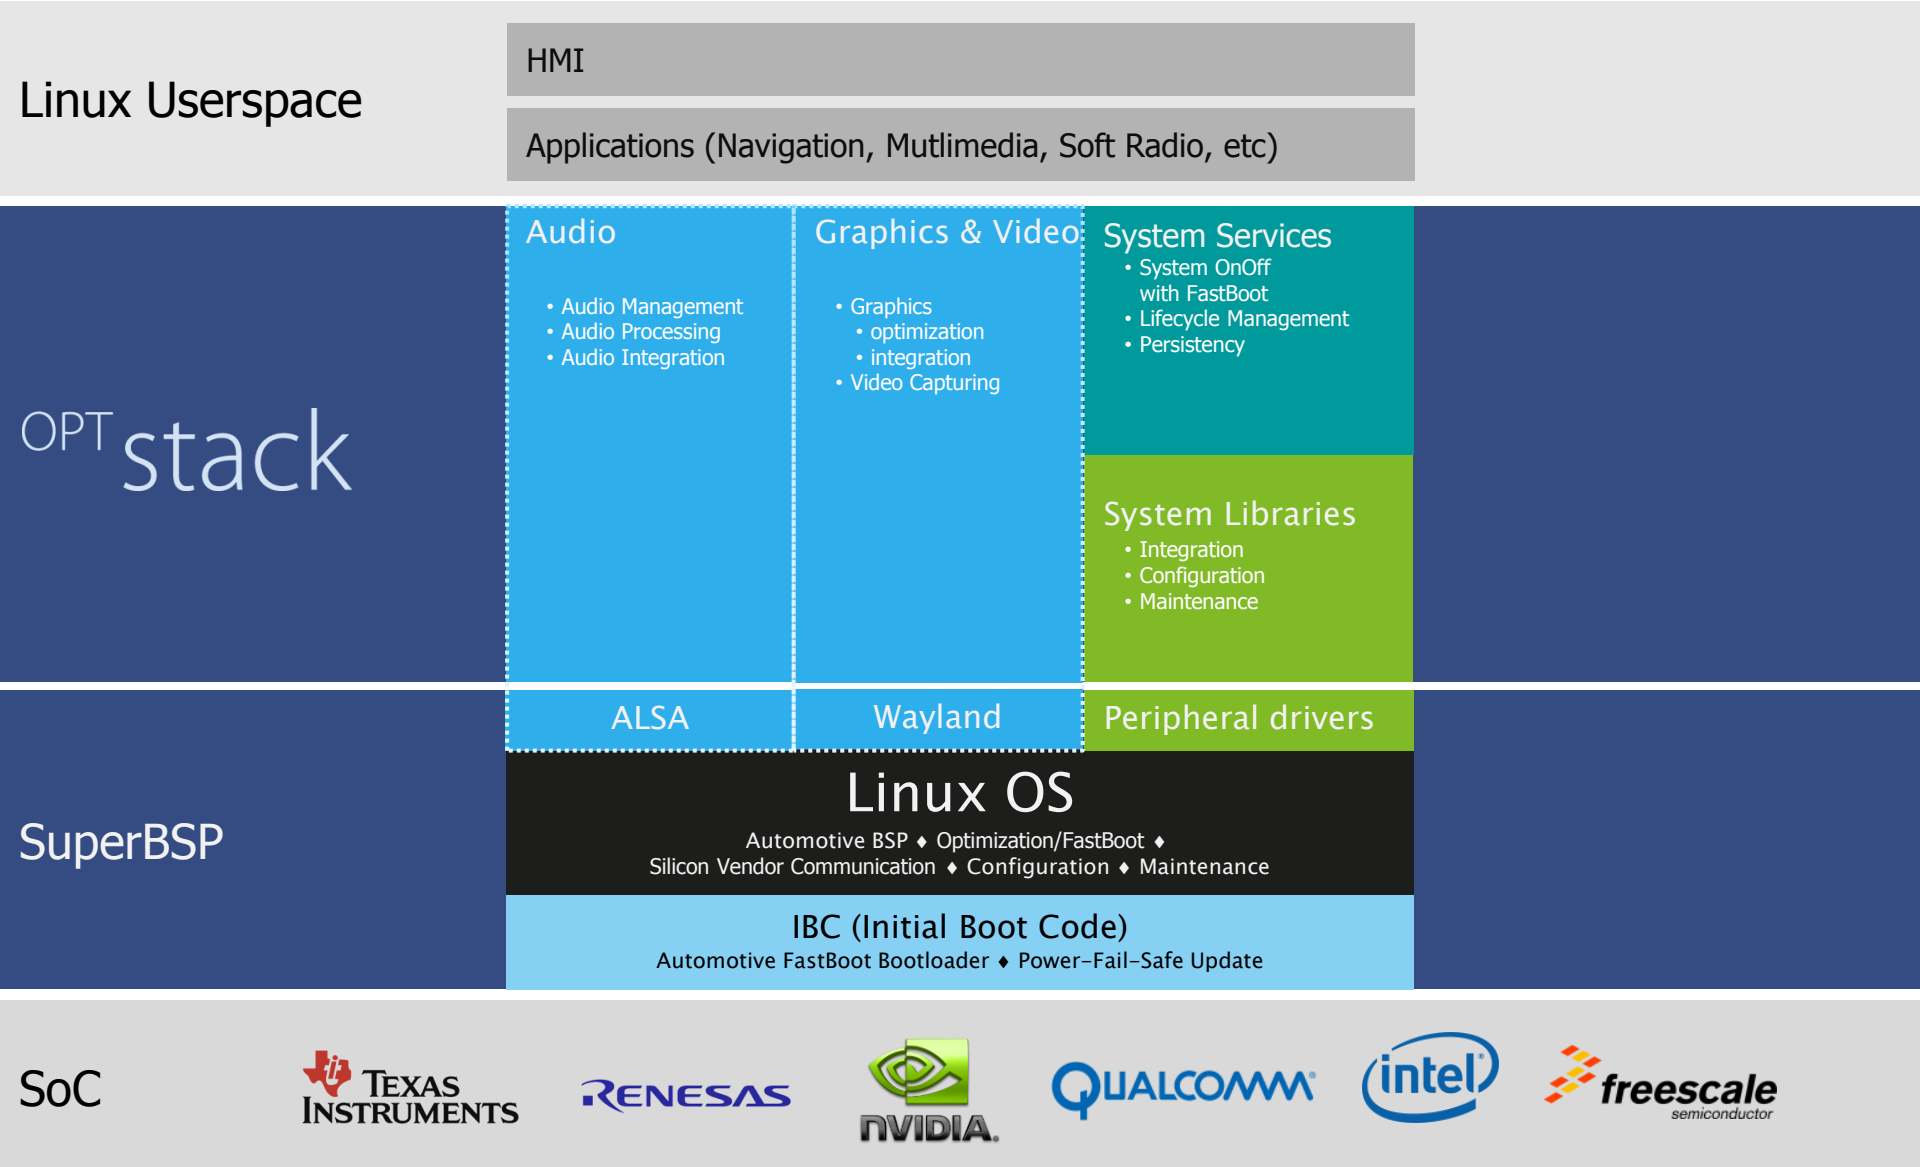 Linux Userspace
HMI
Applications (Navigation, Mutlimedia, Soft Radio, etc)
OPT stack
Audio
• Audio Management
• Audio Processing
• Audio Integration
Graphics & Video
• Graphics
• optimization
• integration
• Video Capturing
System Services
• System OnOff
with FastBoot
• Lifecycle Management
• Persistency
System Libraries
• Integration
• Configuration
• Maintenance
SuperBSP
ALSA
Wayland
Peripheral drivers
Linux OS
Automotive BSP ♦ Optimization/FastBoot ♦
Silicon Vendor Communication ♦ Configuration ♦ Maintenance
IBC (Initial Boot Code)
Automotive FastBoot Bootloader ♦ Power-Fail-Safe Update
SoC
TEXAS
INSTRUMENTS
RENESAS
NVIDIA.
QUALCOMM®
intel®
freescale
semiconductor